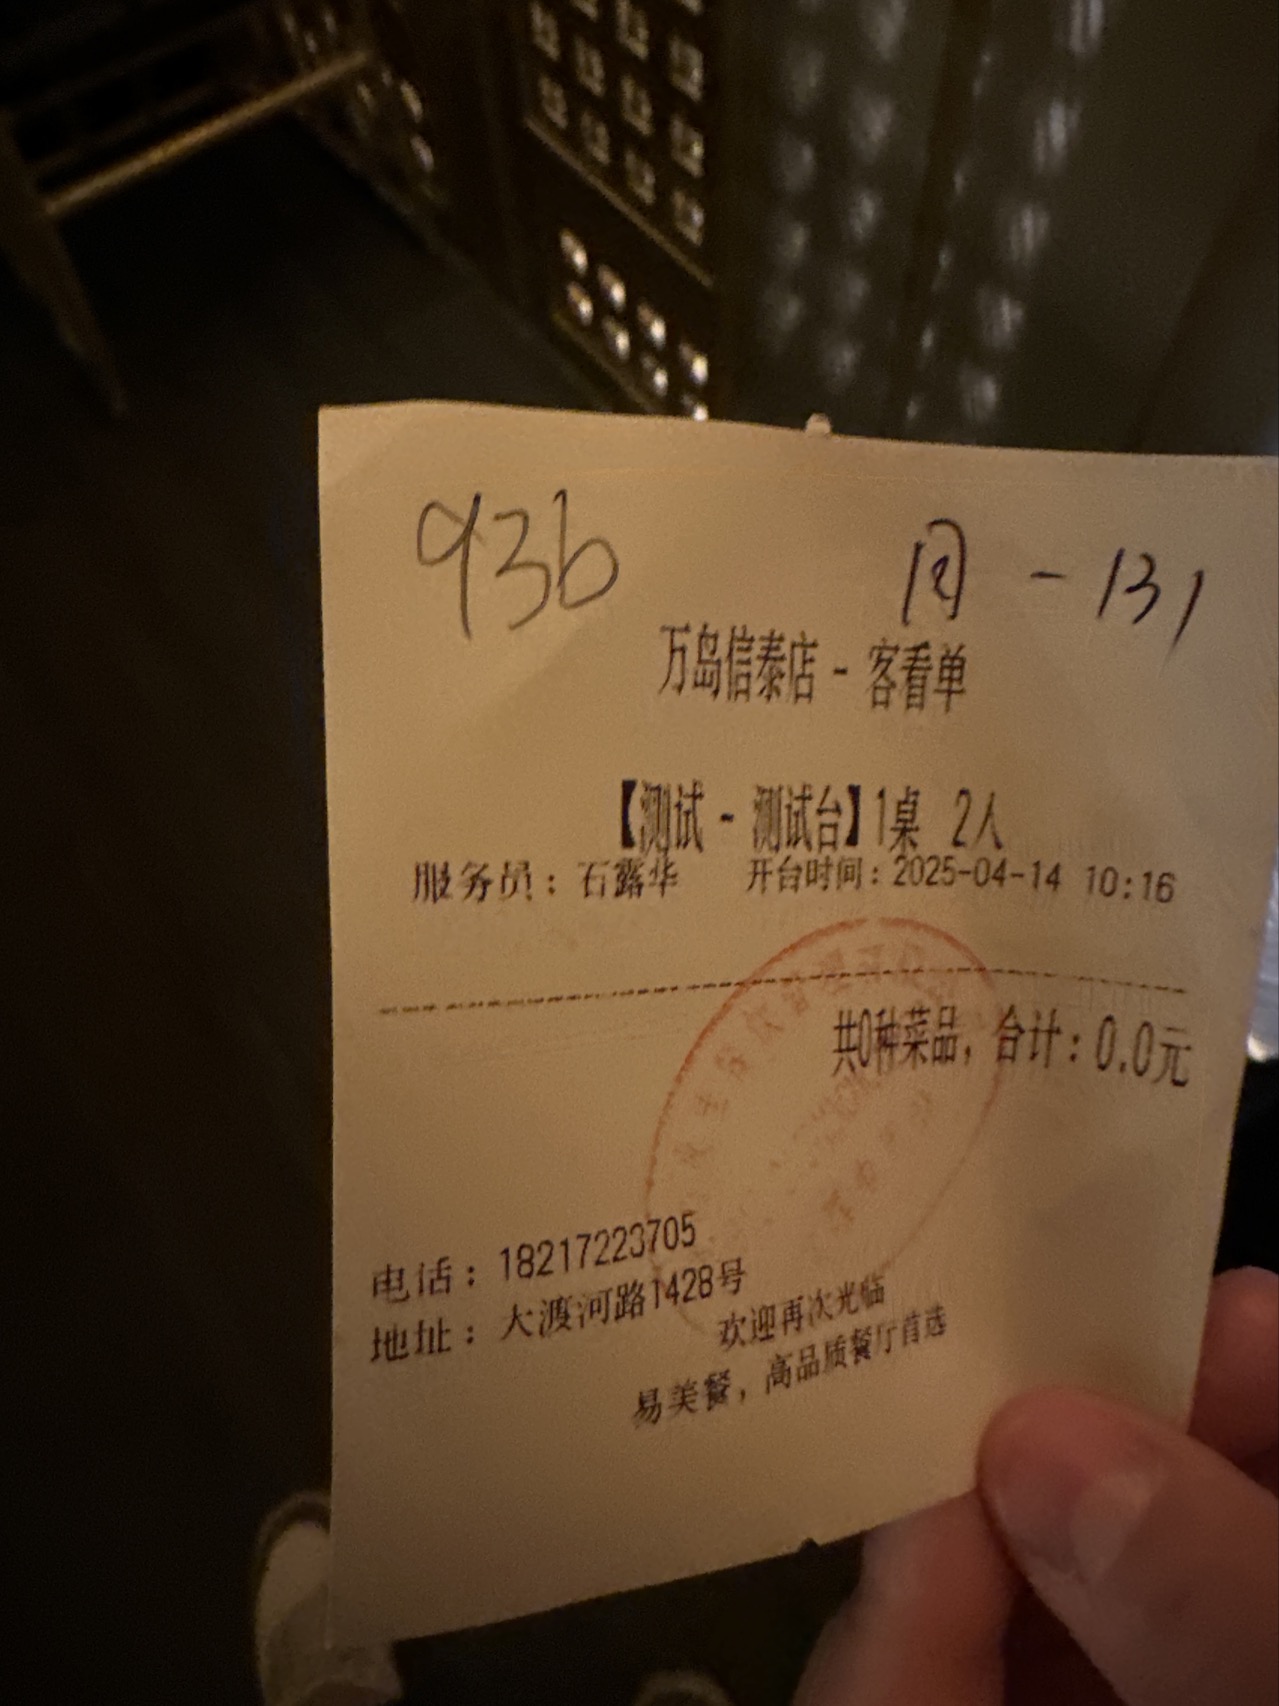 936
周 - 131
万岛信泰店 - 客看单
【测试 - 测试台】1桌 2人
服务员：石露华 开台时间：2025-04-14 10:16
共0种菜品，合计：0.0元
电话：18217223705
地址：大渡河路1428号
欢迎再次光临
易美餐，高品质餐厅首选